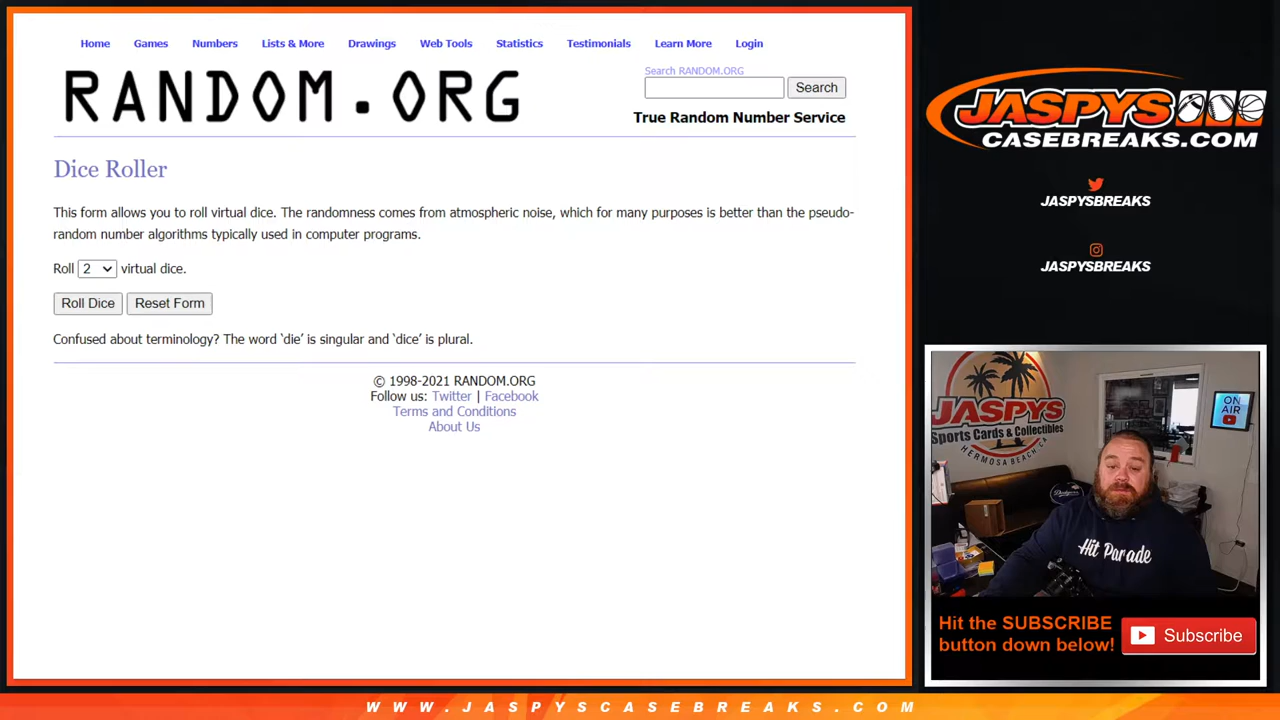 Home Games Numbers Lists & More Drawings Web Tools Statistics Testimonials Learn More Login
RANDOM.ORG
Search RANDOM.ORG
Search
True Random Number Service
Dice Roller
This form allows you to roll virtual dice. The randomness comes from atmospheric noise, which for many purposes is better than the pseudo-
random number algorithms typically used in computer programs.
Roll 2 virtual dice.
Roll Dice Reset Form
Confused about terminology? The word ‘die’ is singular and ‘dice’ is plural.
© 1998-2021 RANDOM.ORG
Follow us: Twitter | Facebook
Terms and Conditions
About Us
JASPYS
CASEBREAKS.COM
JASPYSBREAKS
JASPYSBREAKS
JASPYS
Sports Cards & Collectibles
HERMOSA BEACH, CA
ON
AIR
Dodgers
Hit Parade
Hit the SUBSCRIBE
button down below!
Subscribe
WWW.JASPYSCASEBREAKS.COM